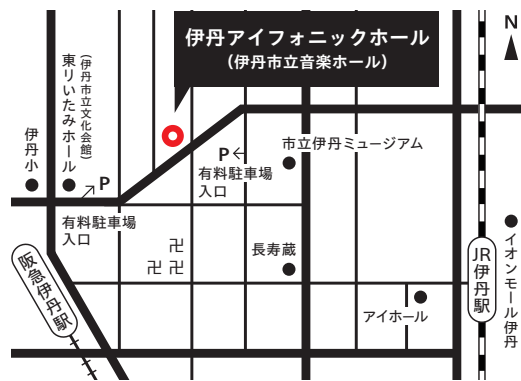 伊丹アイフォニックホール
（伊丹市立音楽ホール）
N
（伊丹市立文化会館）
東リいたみホール
伊丹小
P
有料駐車場
入口
P
有料駐車場
入口
市立伊丹ミュージアム
卍
卍卍
長寿蔵
アイホール
阪急伊丹駅
JR伊丹駅
イオンモール伊丹